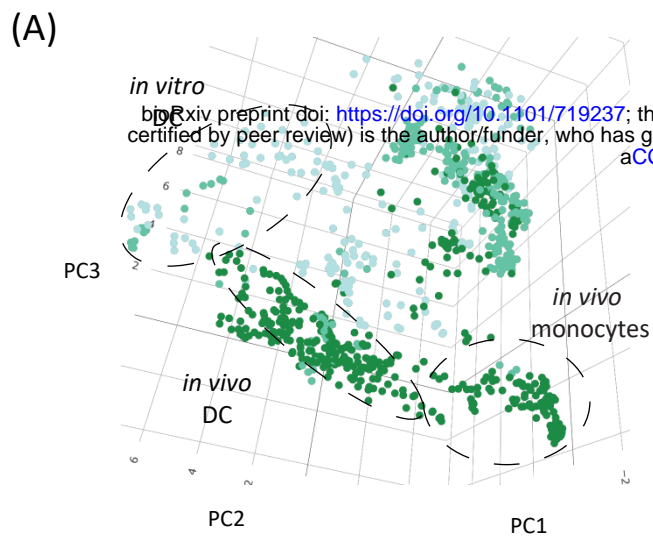 (A)
in vitro
DC
bioRxiv preprint doi: https://doi.org/10.1101/719237; th
certified by peer review) is the author/funder, who has g
aCC
8
6
4
2
PC3
in vivo
monocytes
in vivo
DC
6
4
2
-2
PC2
PC1